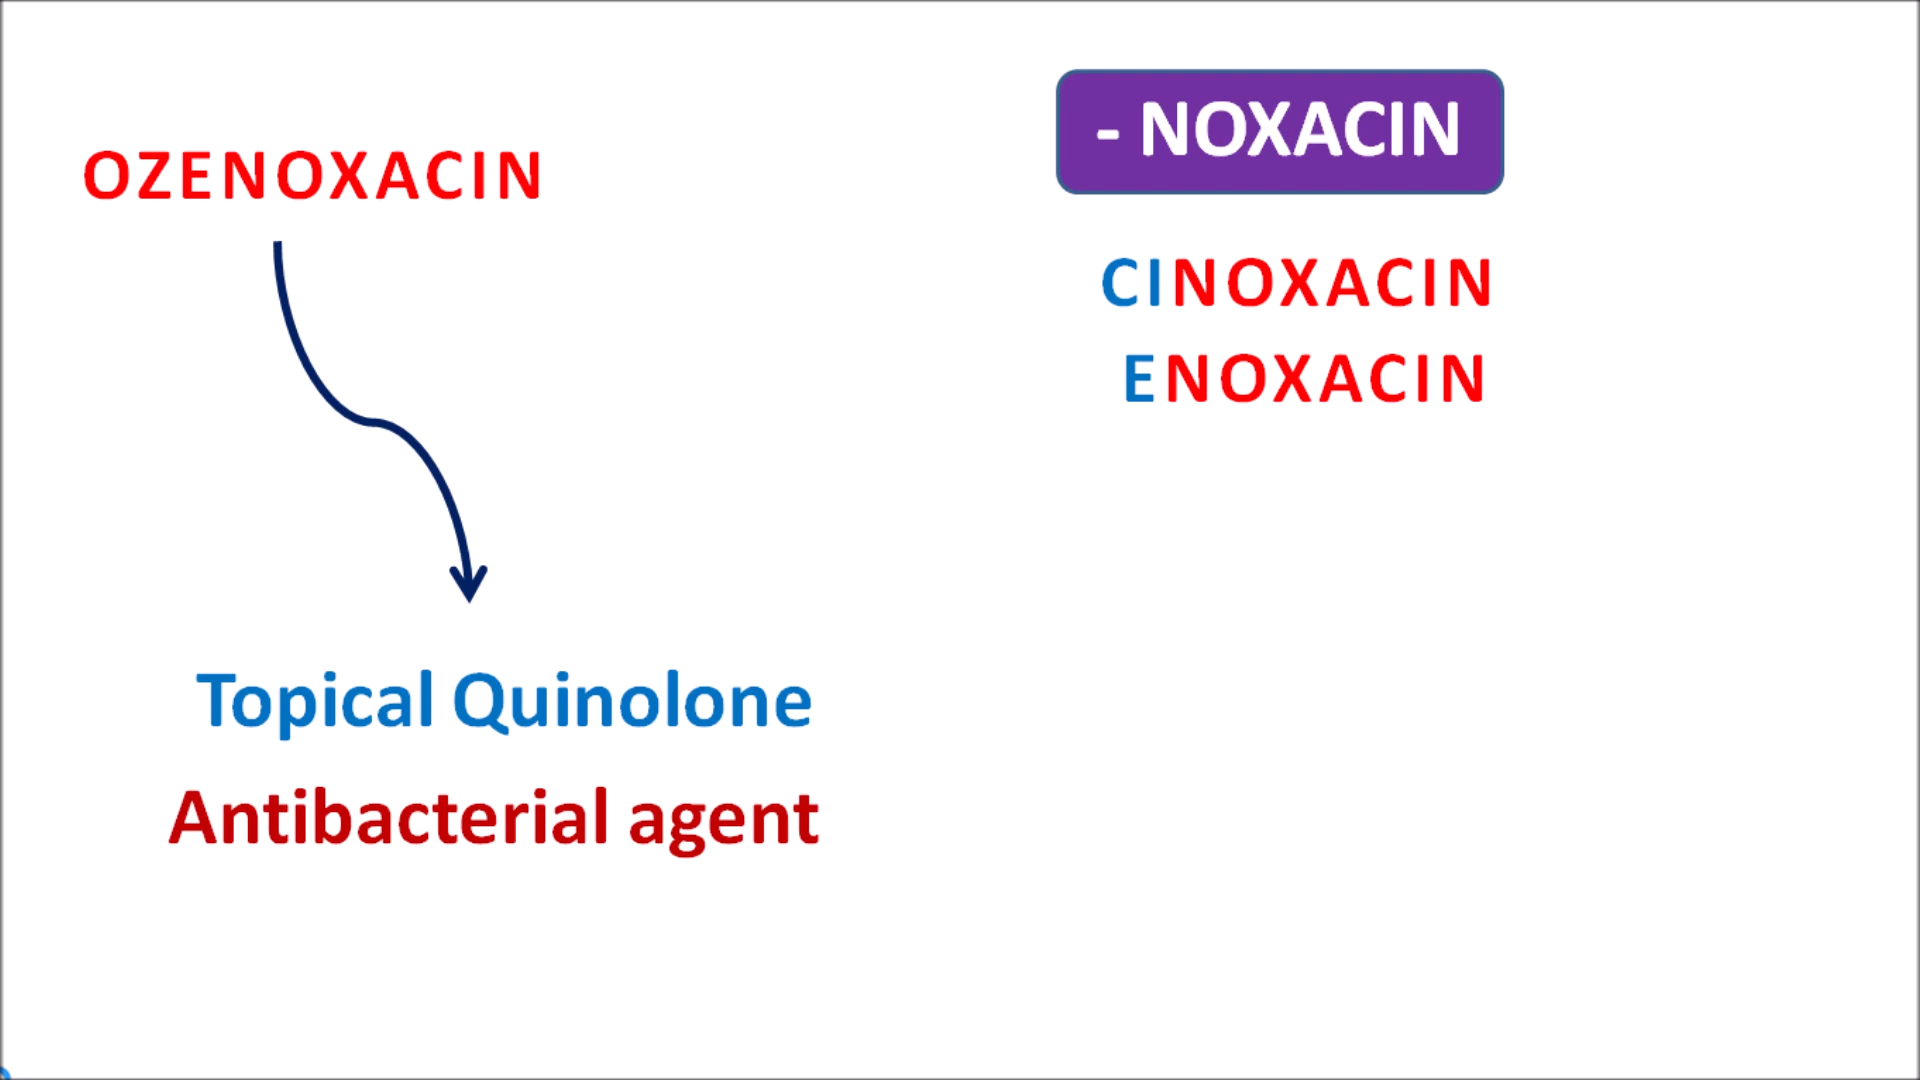 OZENOXACIN
Topical Quinolone
Antibacterial agent
- NOXACIN
CINOXACIN
ENOXACIN